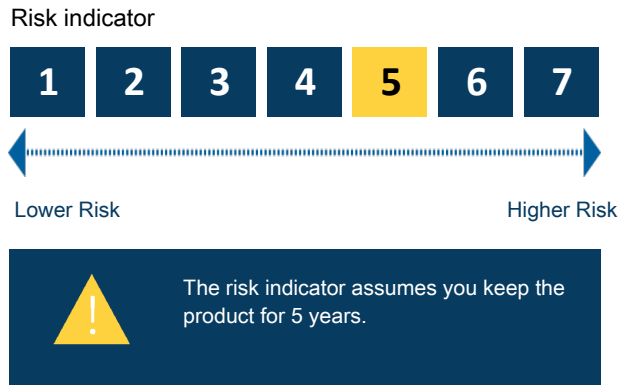 Risk indicator
1 2 3 4 5 6 7
Lower Risk Higher Risk
!
The risk indicator assumes you keep the
product for 5 years.